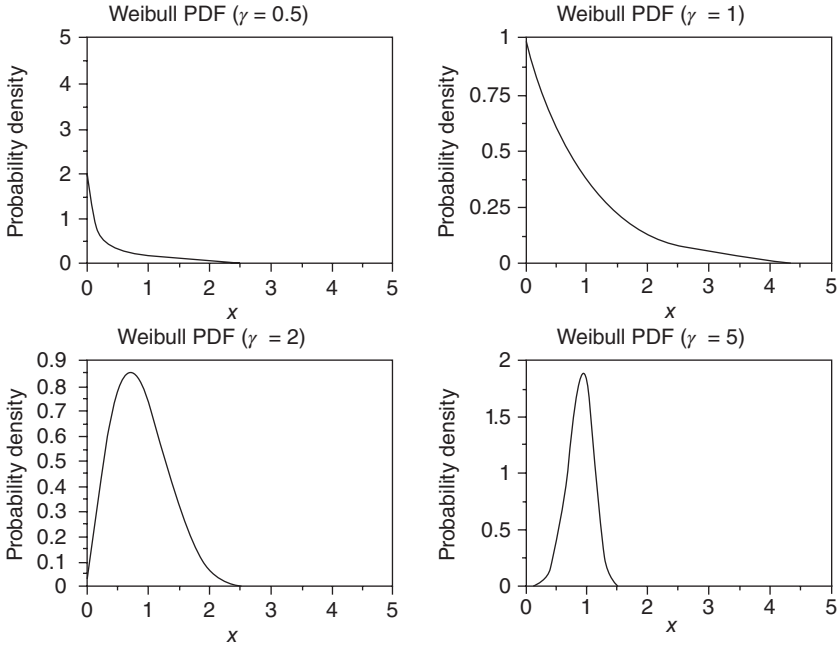 Weibull PDF (γ = 0.5)
Probability density
5
4
3
2
1
0
0 1 2 3 4 5
x
Weibull PDF (γ = 1)
Probability density
1
0.75
0.5
0.25
0
0 1 2 3 4 5
x
Weibull PDF (γ = 2)
Probability density
0.9
0.8
0.7
0.6
0.5
0.4
0.3
0.2
0.1
0
0 1 2 3 4 5
x
Weibull PDF (γ = 5)
Probability density
2
1.5
1
0.5
0
0 1 2 3 4 5
x